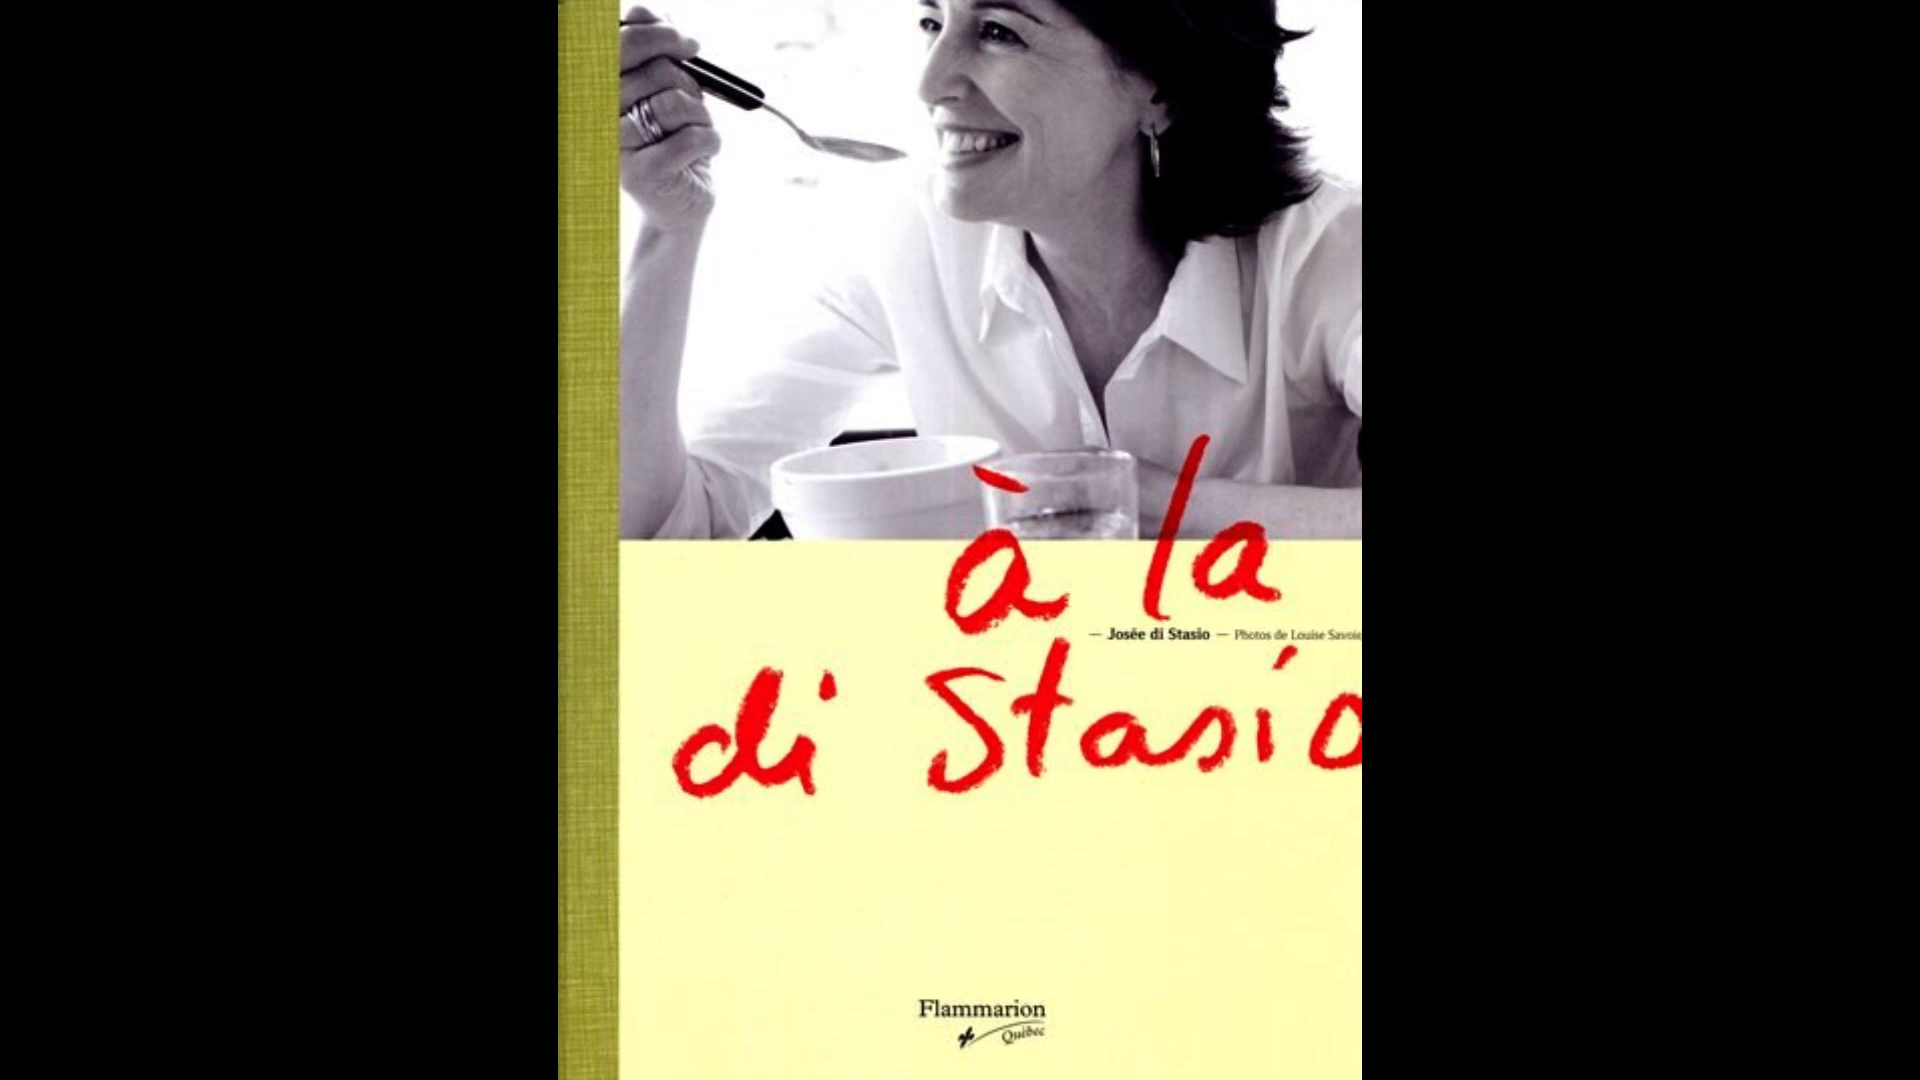 à la
— Josée di Stasio — Photos de Louise Savoie
di Stasio
Flammarion
Québec